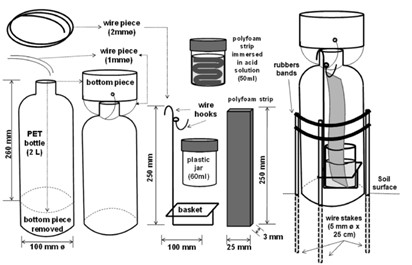 wire piece
(2mmø)
wire piece
(1mmø)
bottom piece
polyfoam
strip
immersed
in acid
solution
(50ml)
rubbers
bands
wire
hooks
polyfoam strip
PET
bottle
(2 L)
260 mm
250 mm
plastic
jar
(60ml)
250 mm
Soil
surface
basket
bottom piece
removed
3 mm
100 mm ø
100 mm
25 mm
wire stakes
(5 mm ø x
25 cm)